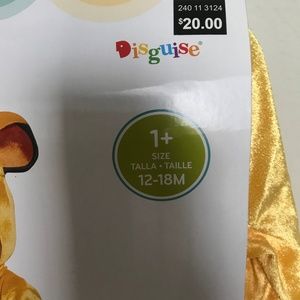 240 11 3124
$20.00
Disguise®
1+
SIZE
TALLA • TAILLE
12-18M